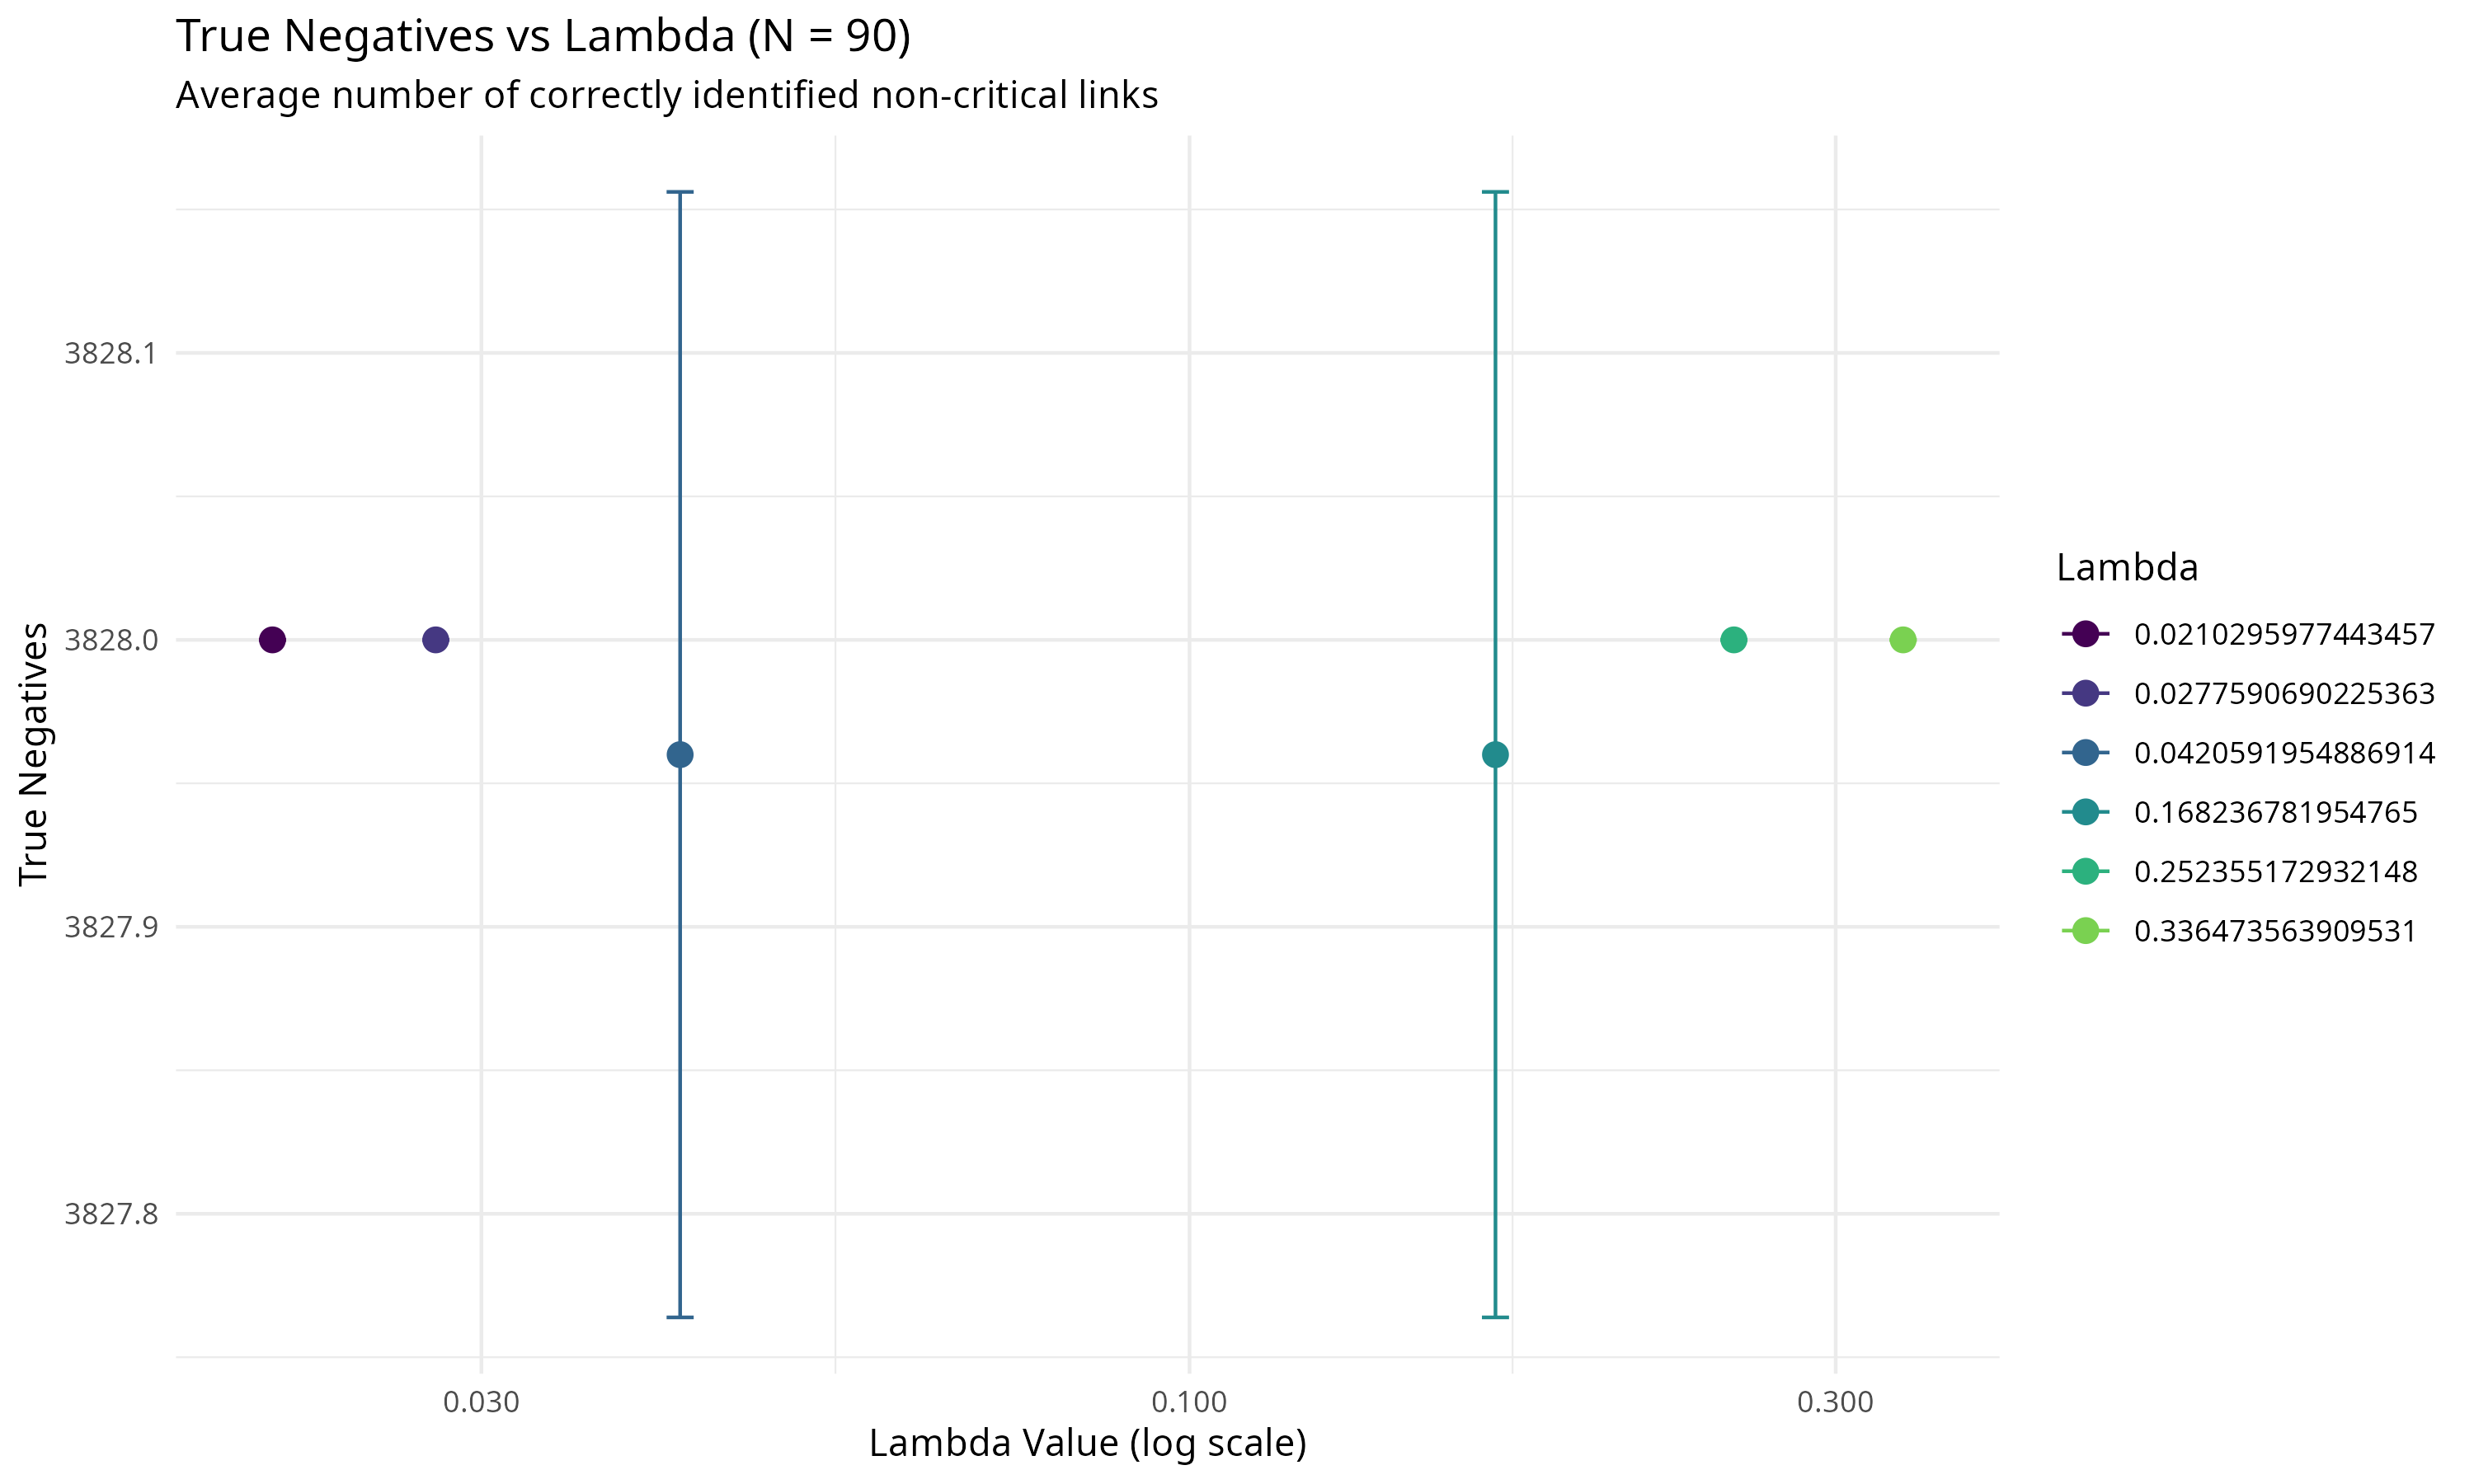 True Negatives vs Lambda (N = 90)
Average number of correctly identified non-critical links
True Negatives
3828.1
3828.0
3827.9
3827.8
0.030
0.100
0.300
Lambda Value (log scale)
Lambda
0.0210295977443457
0.0277590690225363
0.0420591954886914
0.168236781954765
0.252355172932148
0.336473563909531